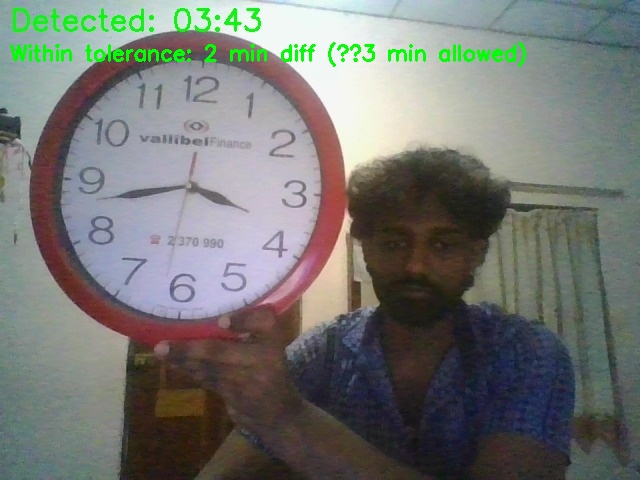 Detected: 03:43
Within tolerance: 2 min diff (??3 min allowed)
12
11 1
10 2
vallibelFinance
9 3
8 4
☎ 2 370 990
7 5
6